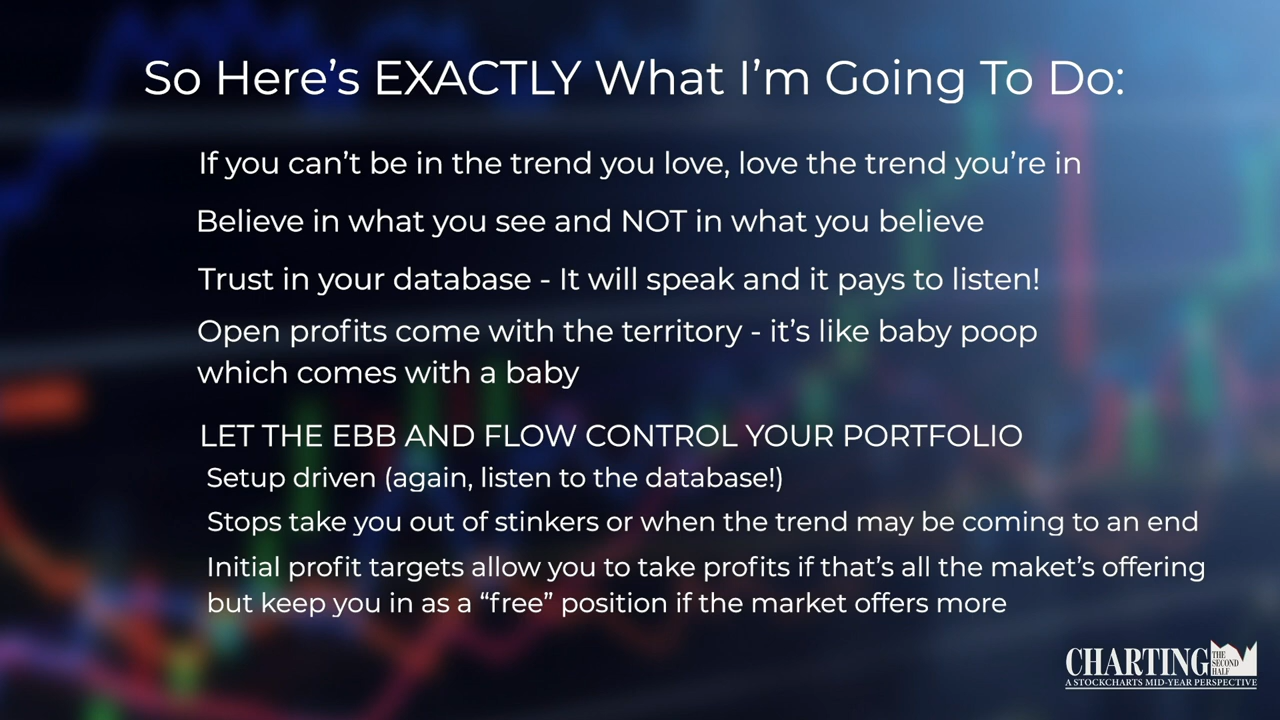 So Here's EXACTLY What I'm Going To Do:
If you can't be in the trend you love, love the trend you're in
Believe in what you see and NOT in what you believe
Trust in your database - It will speak and it pays to listen!
Open profits come with the territory - it's like baby poop
which comes with a baby
LET THE EBB AND FLOW CONTROL YOUR PORTFOLIO
Setup driven (again, listen to the database!)
Stops take you out of stinkers or when the trend may be coming to an end
Initial profit targets allow you to take profits if that's all the maket's offering
but keep you in as a “free” position if the market offers more
CHARTING THE SECOND HALF
A STOCKCHARTS MID-YEAR PERSPECTIVE